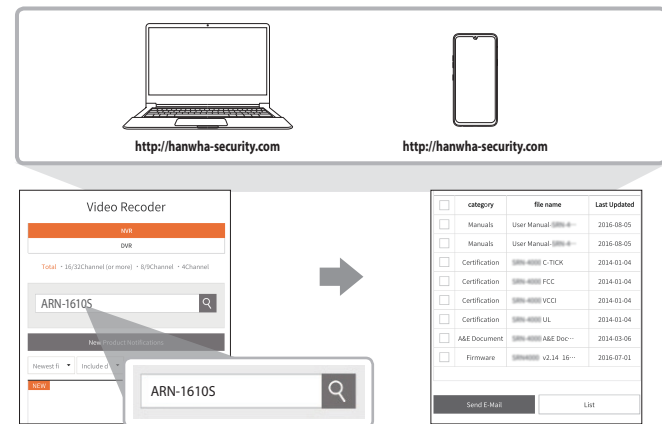 http://hanwha-security.com
http://hanwha-security.com
Video Recoder
NVR
DVR
Total ・16/32Channel(or more) ・8/9Channel ・4Channel
ARN-1610S
New Product Notifications
Newest fi Include d
NEW
ARN-1610S
category file name Last Updated
Manuals User Manual- 2016-08-05
Manuals User Manual- 2016-08-05
Certification C-TICK 2014-01-04
Certification FCC 2014-01-04
Certification VCCI 2014-01-04
Certification UL 2014-01-04
A&E Document A&E Doc··· 2014-03-06
Firmware v2.14 16··· 2016-07-01
Send E-Mail List